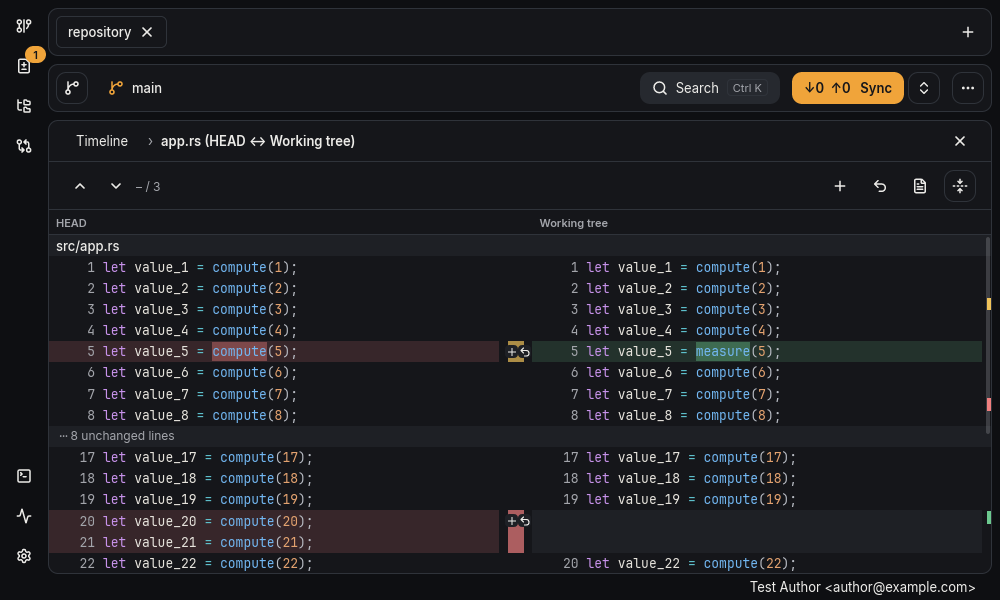 repository
1
main
Search Ctrl K
↓0 ↑0 Sync
Timeline › app.rs (HEAD ↔ Working tree)
– / 3
HEAD Working tree
src/app.rs
1 let value_1 = compute(1); 1 let value_1 = compute(1);
2 let value_2 = compute(2); 2 let value_2 = compute(2);
3 let value_3 = compute(3); 3 let value_3 = compute(3);
4 let value_4 = compute(4); 4 let value_4 = compute(4);
5 let value_5 = compute(5); 5 let value_5 = measure(5);
6 let value_6 = compute(6); 6 let value_6 = compute(6);
7 let value_7 = compute(7); 7 let value_7 = compute(7);
8 let value_8 = compute(8); 8 let value_8 = compute(8);
··· 8 unchanged lines
17 let value_17 = compute(17); 17 let value_17 = compute(17);
18 let value_18 = compute(18); 18 let value_18 = compute(18);
19 let value_19 = compute(19); 19 let value_19 = compute(19);
20 let value_20 = compute(20);
21 let value_21 = compute(21);
22 let value_22 = compute(22); 20 let value_22 = compute(22);
Test Author <author@example.com>